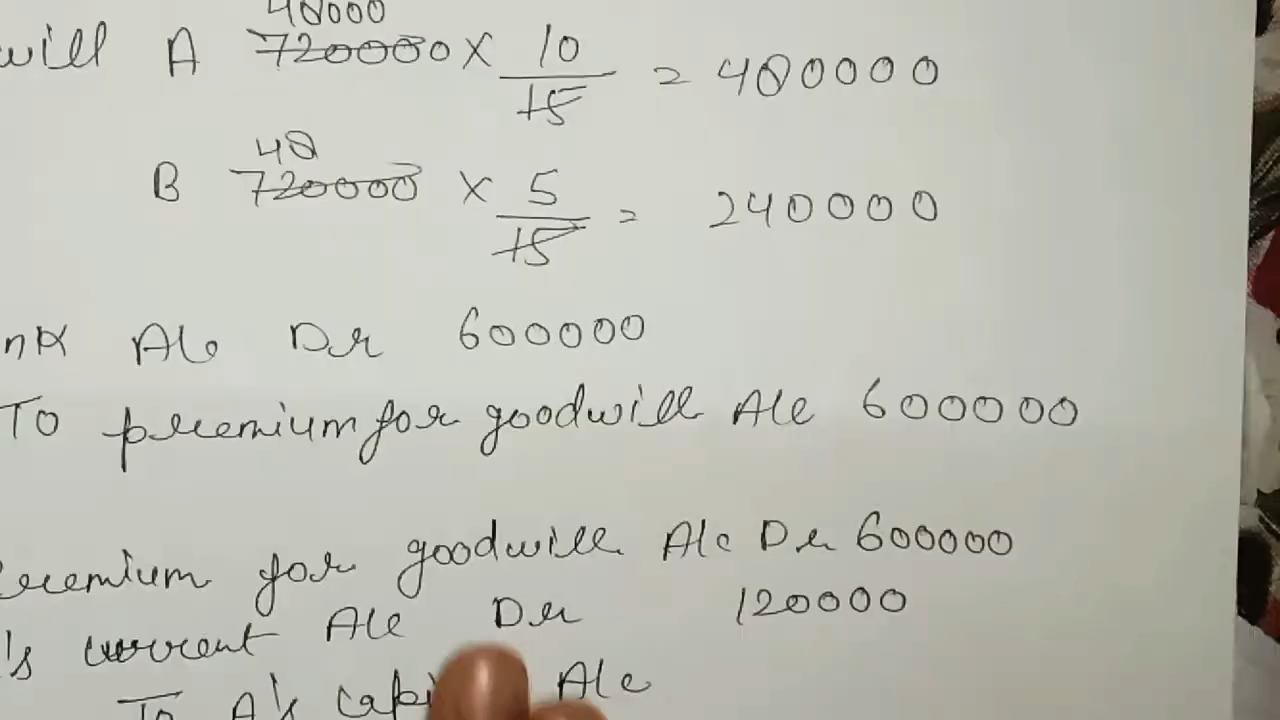 48000
will A 720000 × 10/15 = 480000
48
B 720000 × 5/15 = 240000
nk A/c Dr 600000
To premium for goodwill A/c 600000
remium for goodwill A/c Dr 600000
's current A/c Dr 120000
To A's capi A/c